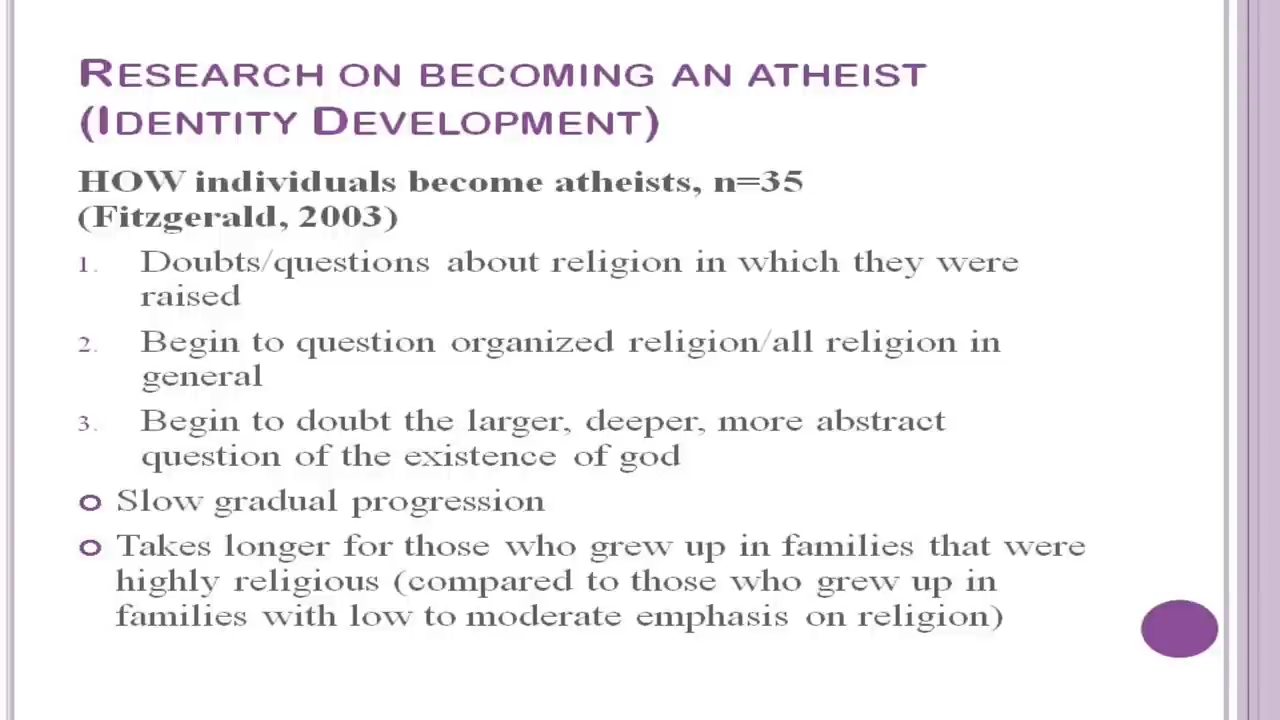 RESEARCH ON BECOMING AN ATHEIST
(IDENTITY DEVELOPMENT)
HOW individuals become atheists, n=35
(Fitzgerald, 2003)
1. Doubts/questions about religion in which they were
raised
2. Begin to question organized religion/all religion in
general
3. Begin to doubt the larger, deeper, more abstract
question of the existence of god
Slow gradual progression
Takes longer for those who grew up in families that were
highly religious (compared to those who grew up in
families with low to moderate emphasis on religion)